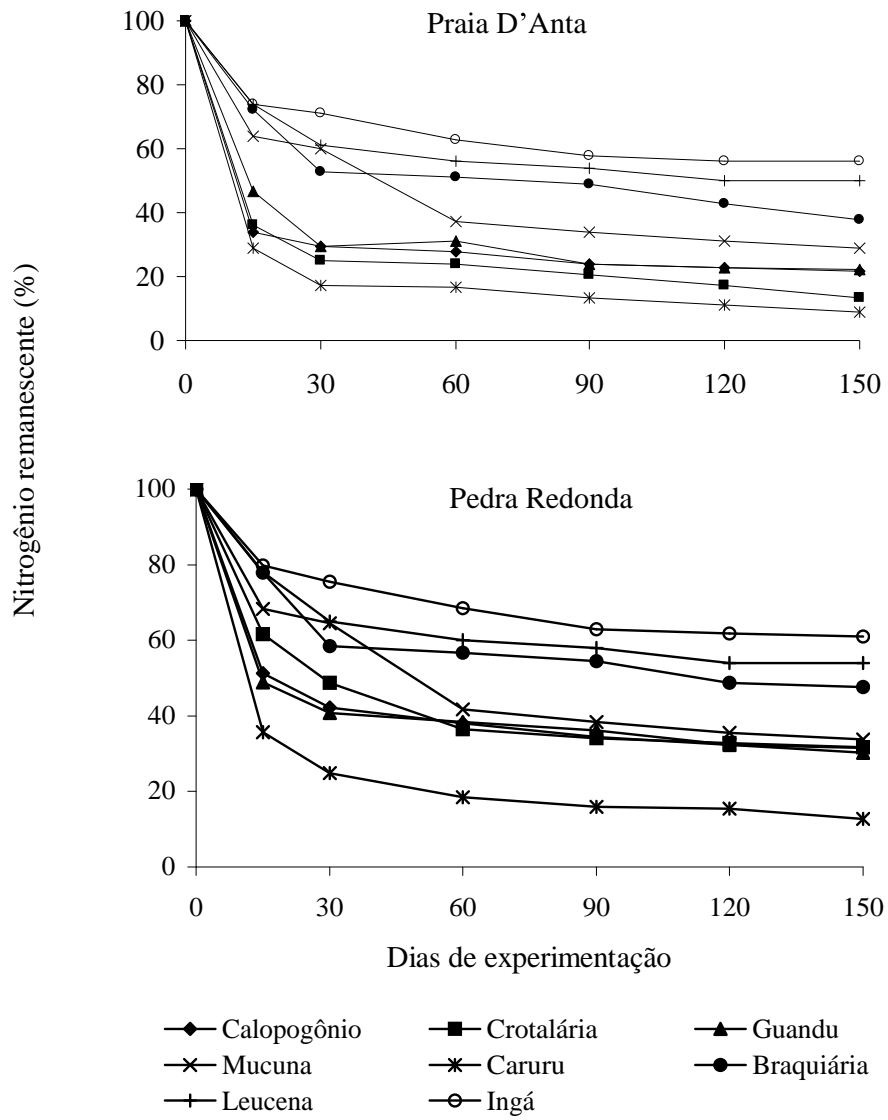 Praia D’Anta
100
80
60
40
20
0
0 30 60 90 120 150
Nitrogênio remanescente (%)
Pedra Redonda
100
80
60
40
20
0
0 30 60 90 120 150
Dias de experimentação
Calopogônio Crotalária Guandu
Mucuna Caruru Braquiária
Leucena Ingá